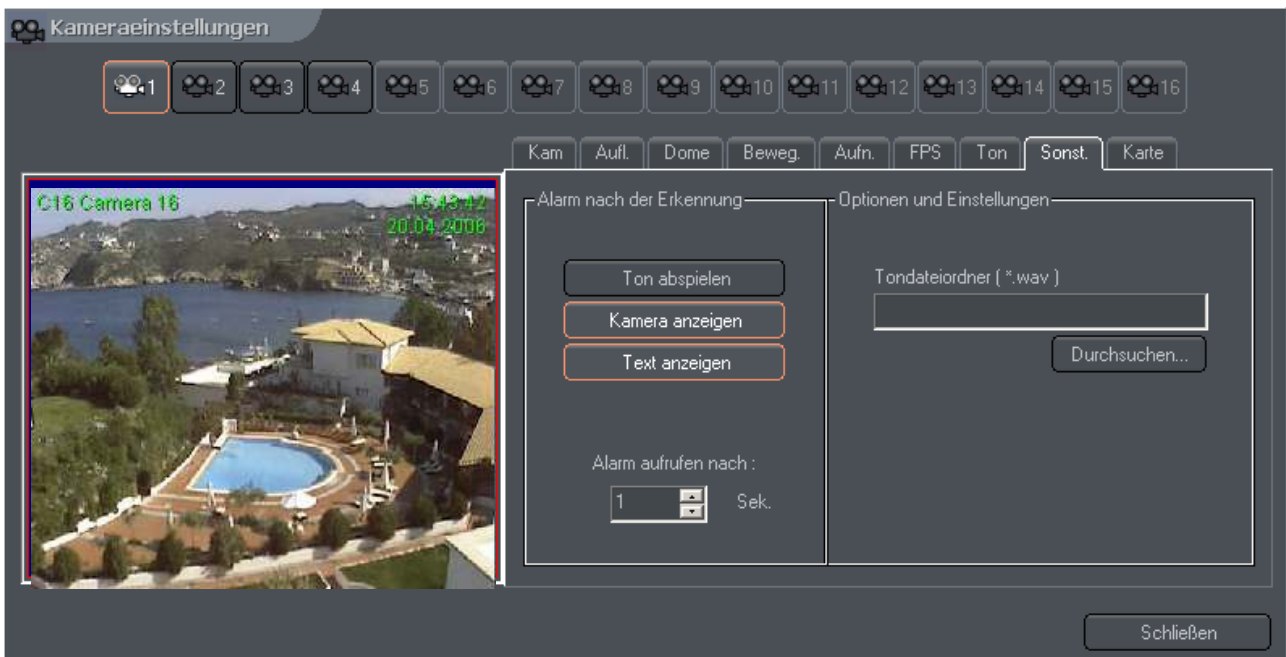 Kameraeinstellungen
1 2 3 4 5 6 7 8 9 10 11 12 13 14 15 16
Kam Aufl. Dome Beweg. Aufn. FPS Ton Sonst. Karte
C16 Camera 16
15:43:42
20.04.2006
Alarm nach der Erkennung
Ton abspielen
Kamera anzeigen
Text anzeigen
Alarm aufrufen nach :
1 Sek.
Optionen und Einstellungen
Tondateiordner ( *.wav )
Durchsuchen...
Schließen